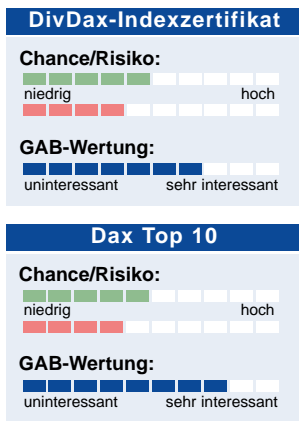 DivDax-Indexzertifikat
Chance/Risiko:
niedrig hoch
GAB-Wertung:
uninteressant sehr interessant
Dax Top 10
Chance/Risiko:
niedrig hoch
GAB-Wertung:
uninteressant sehr interessant